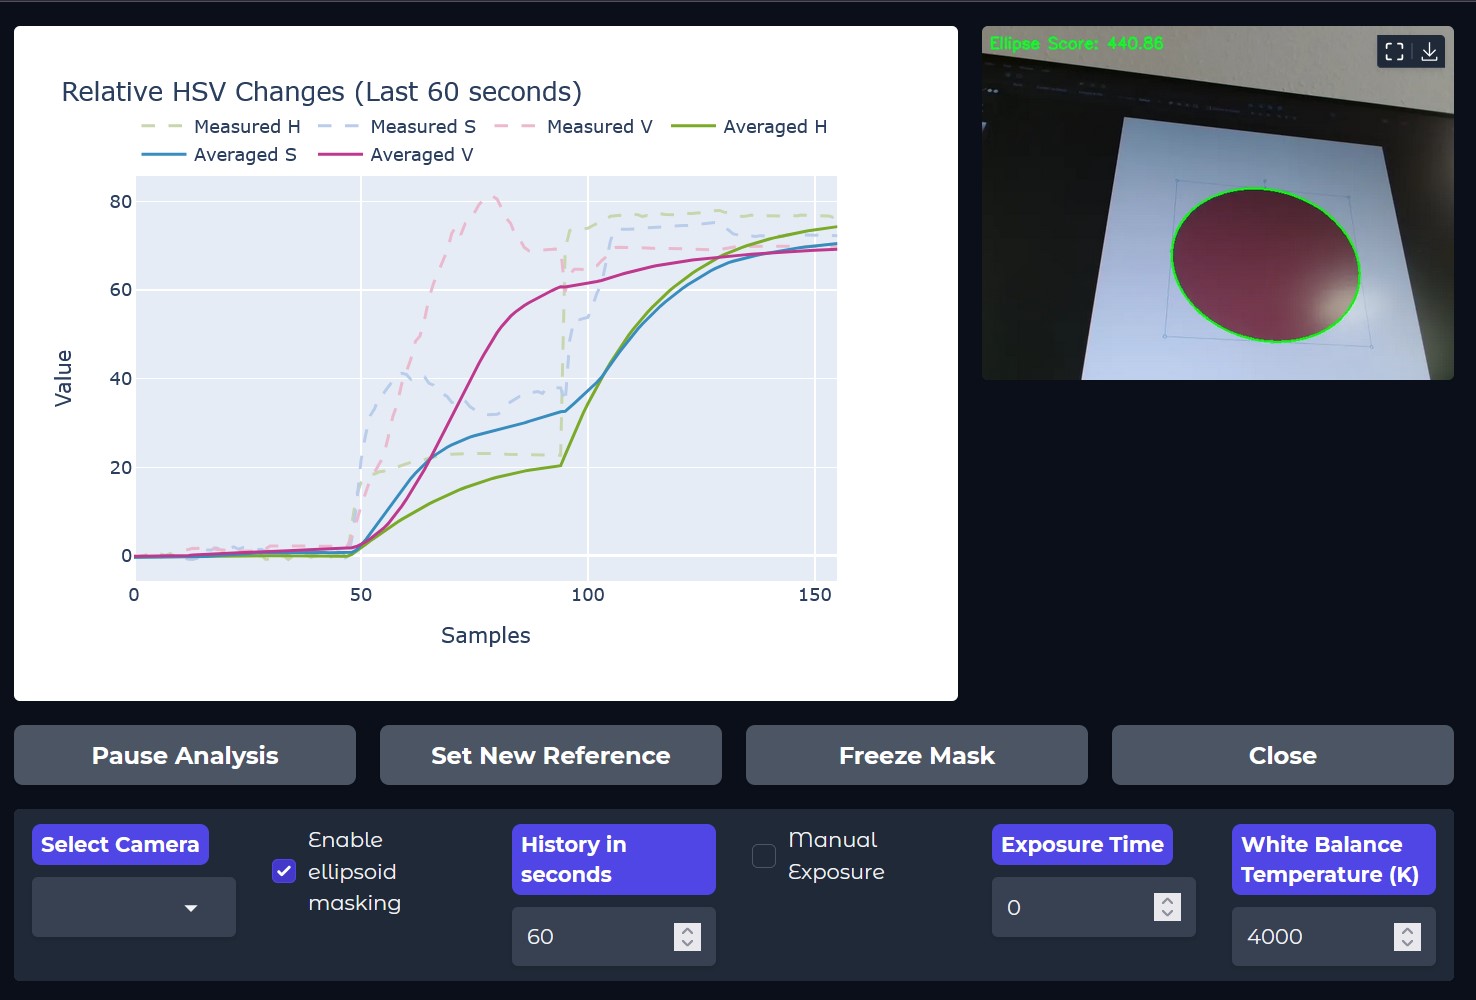 Relative HSV Changes (Last 60 seconds)
Measured H Measured S Measured V Averaged H
Averaged S Averaged V
80
60
40
20
0
Value
0 50 100 150
Samples
Ellipse Score: 440.86
Pause Analysis
Set New Reference
Freeze Mask
Close
Select Camera
Enable
ellipsoid
masking
History in
seconds
60
Manual
Exposure
Exposure Time
0
White Balance
Temperature (K)
4000